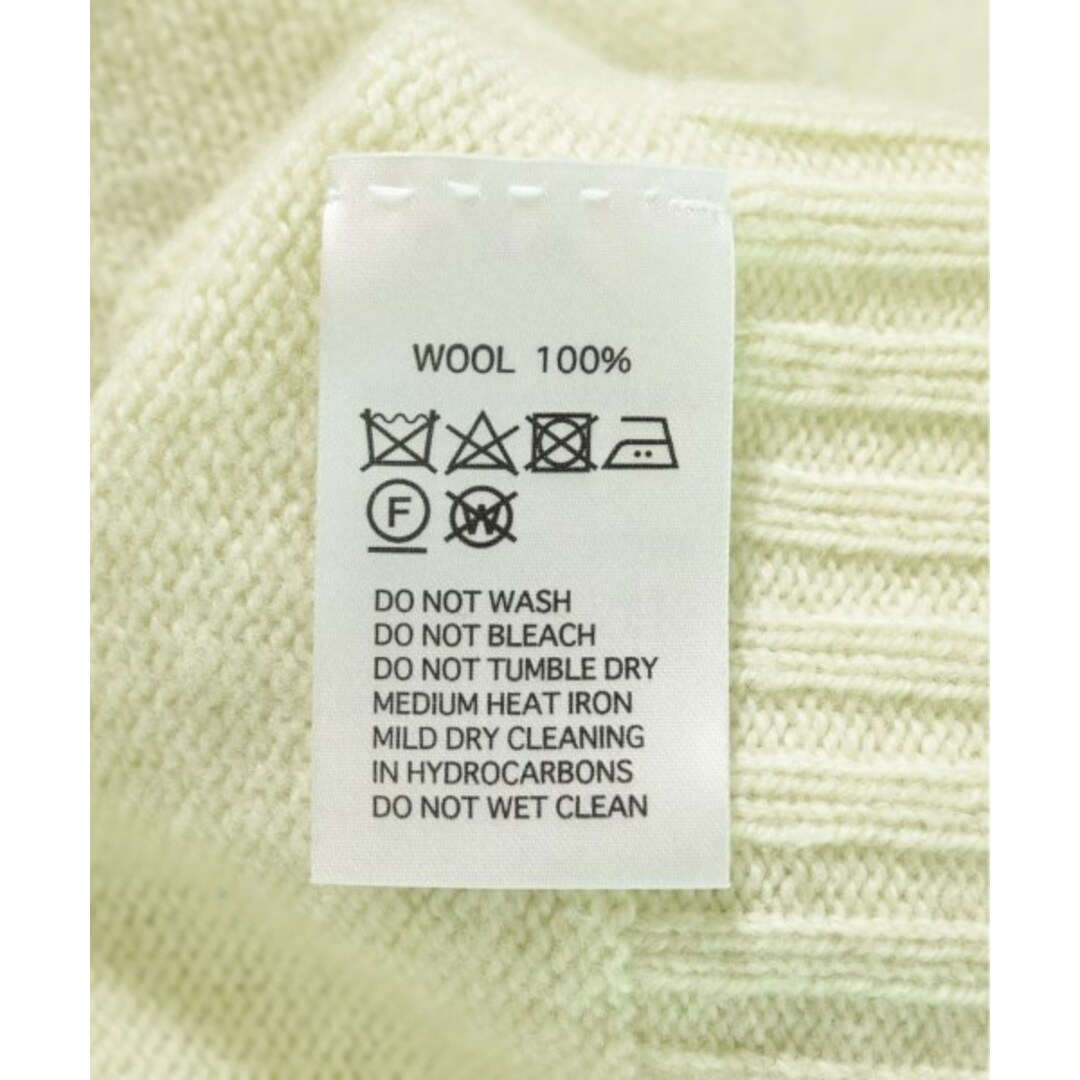 WOOL 100%
F W
DO NOT WASH
DO NOT BLEACH
DO NOT TUMBLE DRY
MEDIUM HEAT IRON
MILD DRY CLEANING
IN HYDROCARBONS
DO NOT WET CLEAN